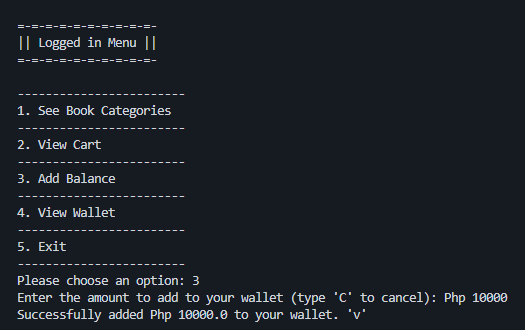 =-=-=-=-=-=-=-=-=-=-
|| Logged in Menu ||
=-=-=-=-=-=-=-=-=-=-
------------------------
1. See Book Categories
------------------------
2. View Cart
------------------------
3. Add Balance
------------------------
4. View Wallet
------------------------
5. Exit
------------------------
Please choose an option: 3
Enter the amount to add to your wallet (type 'C' to cancel): Php 10000
Successfully added Php 10000.0 to your wallet. 'v'